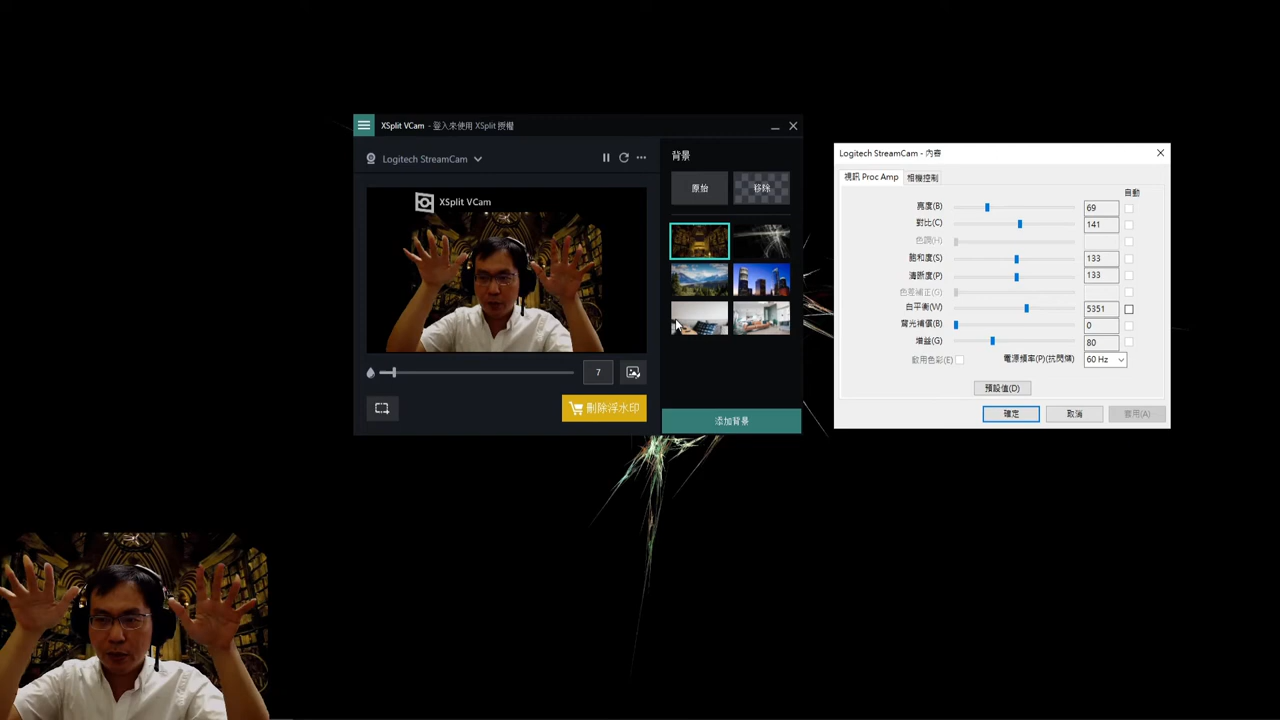 XSplit VCam - 登入來使用 XSplit 授權
Logitech StreamCam
XSplit VCam
7
刪除浮水印
背景
原始
移除
添加背景
Logitech StreamCam - 內容
視訊 Proc Amp
相機控制
自動
亮度(B) 69
對比(C) 141
色調(H)
飽和度(S) 133
清晰度(P) 133
色差補正(G)
白平衡(W) 5351
背光補償(B) 0
增益(G) 80
啟用色彩(E)
電源頻率(P)(抗閃爍) 60 Hz
預設值(D)
確定
取消
套用(A)